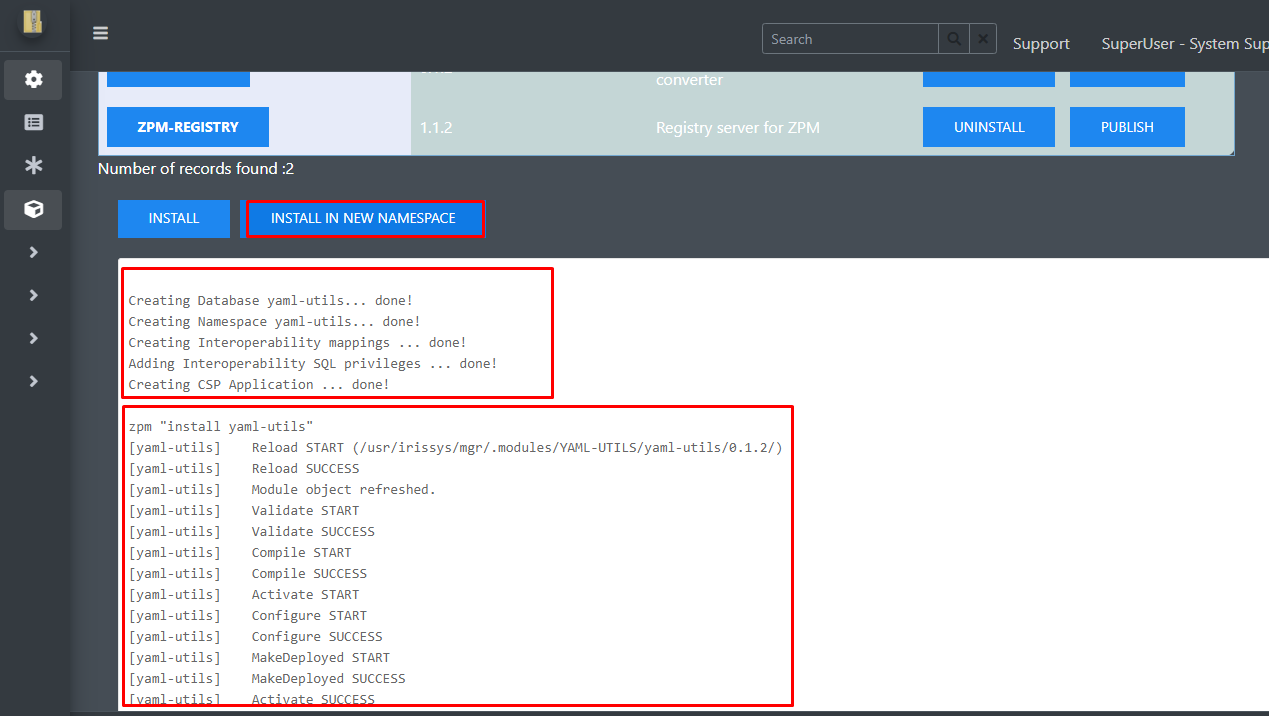 Search
Support
SuperUser - System Sup
converter
ZPM-REGISTRY
1.1.2
Registry server for ZPM
UNINSTALL
PUBLISH
Number of records found :2
INSTALL
INSTALL IN NEW NAMESPACE
Creating Database yaml-utils... done!
Creating Namespace yaml-utils... done!
Creating Interoperability mappings ... done!
Adding Interoperability SQL privileges ... done!
Creating CSP Application ... done!
zpm "install yaml-utils"
[yaml-utils] Reload START (/usr/irissys/mgr/.modules/YAML-UTILS/yaml-utils/0.1.2/)
[yaml-utils] Reload SUCCESS
[yaml-utils] Module object refreshed.
[yaml-utils] Validate START
[yaml-utils] Validate SUCCESS
[yaml-utils] Compile START
[yaml-utils] Compile SUCCESS
[yaml-utils] Activate START
[yaml-utils] Configure START
[yaml-utils] Configure SUCCESS
[yaml-utils] MakeDeployed START
[yaml-utils] MakeDeployed SUCCESS
[yaml-utils] Activate SUCCESS